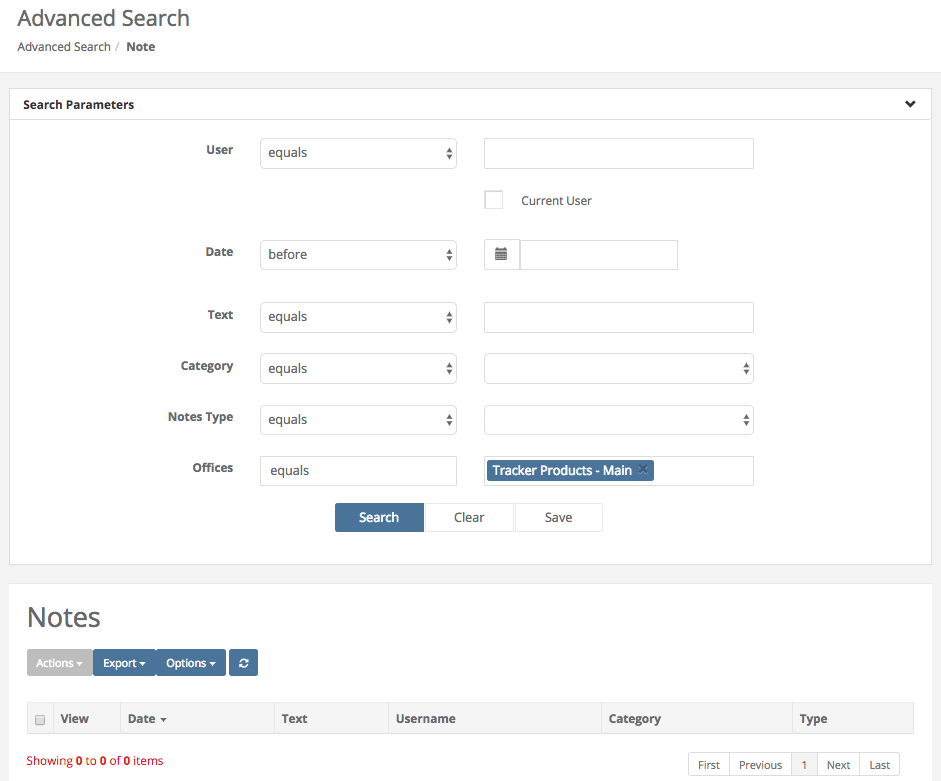 Advanced Search
Advanced Search / Note
Search Parameters
User equals
Current User
Date before
Text equals
Category equals
Notes Type equals
Offices equals Tracker Products - Main ×
Search Clear Save
Notes
Actions Export Options
View Date Text Username Category Type
Showing 0 to 0 of 0 items First Previous 1 Next Last